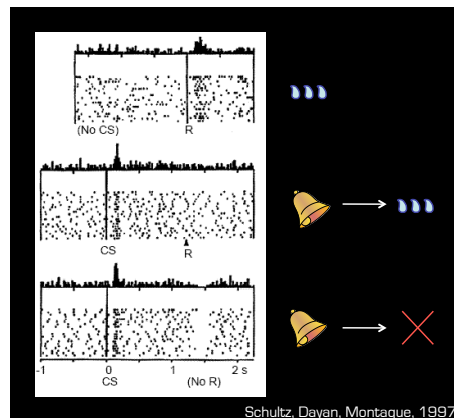 (No CS) R
CS R
-1 0 1 2 s
CS (No R)
Schultz, Dayan, Montague, 1997